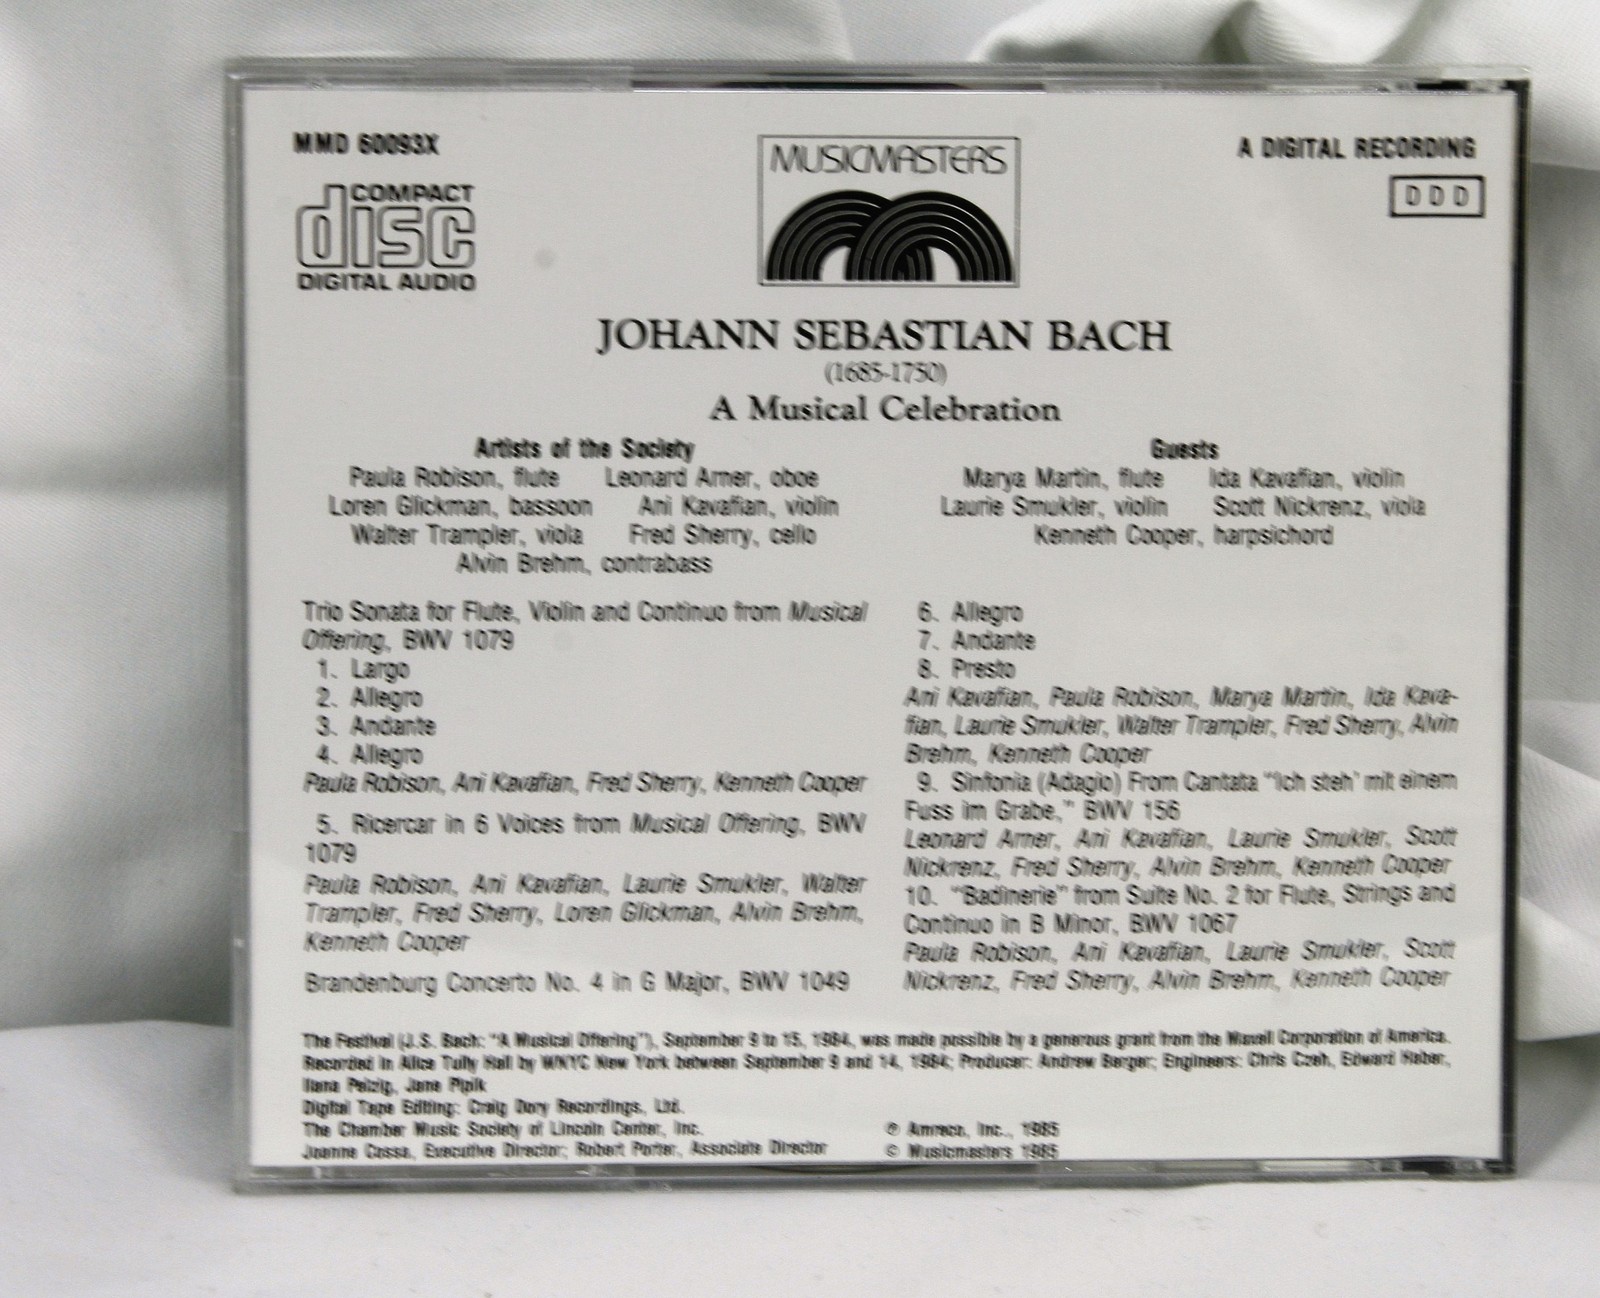 MMD 60093X
COMPACT
disc
DIGITAL AUDIO
MUSICMASTERS
A DIGITAL RECORDING
DDD
JOHANN SEBASTIAN BACH
(1685-1750)
A Musical Celebration
Artists of the Society
Paula Robison, flute Leonard Arner, oboe
Loren Glickman, bassoon Ani Kavafian, violin
Walter Trampler, viola Fred Sherry, cello
Alvin Brehm, contrabass
Guests
Marya Martin, flute Ida Kavafian, violin
Laurie Smukler, violin Scott Nickrenz, viola
Kenneth Cooper, harpsichord
Trio Sonata for Flute, Violin and Continuo from Musical
Offering, BWV 1079
1. Largo
2. Allegro
3. Andante
4. Allegro
Paula Robison, Ani Kavafian, Fred Sherry, Kenneth Cooper
5. Ricercar in 6 Voices from Musical Offering, BWV
1079
Paula Robison, Ani Kavafian, Laurie Smukler, Walter
Trampler, Fred Sherry, Loren Glickman, Alvin Brehm,
Kenneth Cooper
Brandenburg Concerto No. 4 in G Major, BWV 1049
6. Allegro
7. Andante
8. Presto
Ani Kavafian, Paula Robison, Marya Martin, Ida Kava-
fian, Laurie Smukler, Walter Trampler, Fred Sherry, Alvin
Brehm, Kenneth Cooper
9. Sinfonia (Adagio) From Cantata "Ich steh' mit einem
Fuss im Grabe," BWV 156
Leonard Arner, Ani Kavafian, Laurie Smukler, Scott
Nickrenz, Fred Sherry, Alvin Brehm, Kenneth Cooper
10. "Badinerie" from Suite No. 2 for Flute, Strings and
Continuo in B Minor, BWV 1067
Paula Robison, Ani Kavafian, Laurie Smukler, Scott
Nickrenz, Fred Sherry, Alvin Brehm, Kenneth Cooper
The Festival (J.S. Bach: "A Musical Offering"), September 9 to 15, 1984, was made possible by a generous grant from the Corporation of America.
Recorded in Alice Tully Hall by WNYC New York between September 9 and 14, 1984; Producer: Andrew Berger; Engineers: Chris Czeh, Edward Haber,
Ilana Pelzig, Jane Pipik
Digital Tape Editing: Craig Dory Recordings, Ltd.
The Chamber Music Society of Lincoln Center, Inc.
Joanne Cossa, Executive Director; Robert Porter, Associate Director
℗ Amreco, Inc., 1985
© Musicmasters 1985